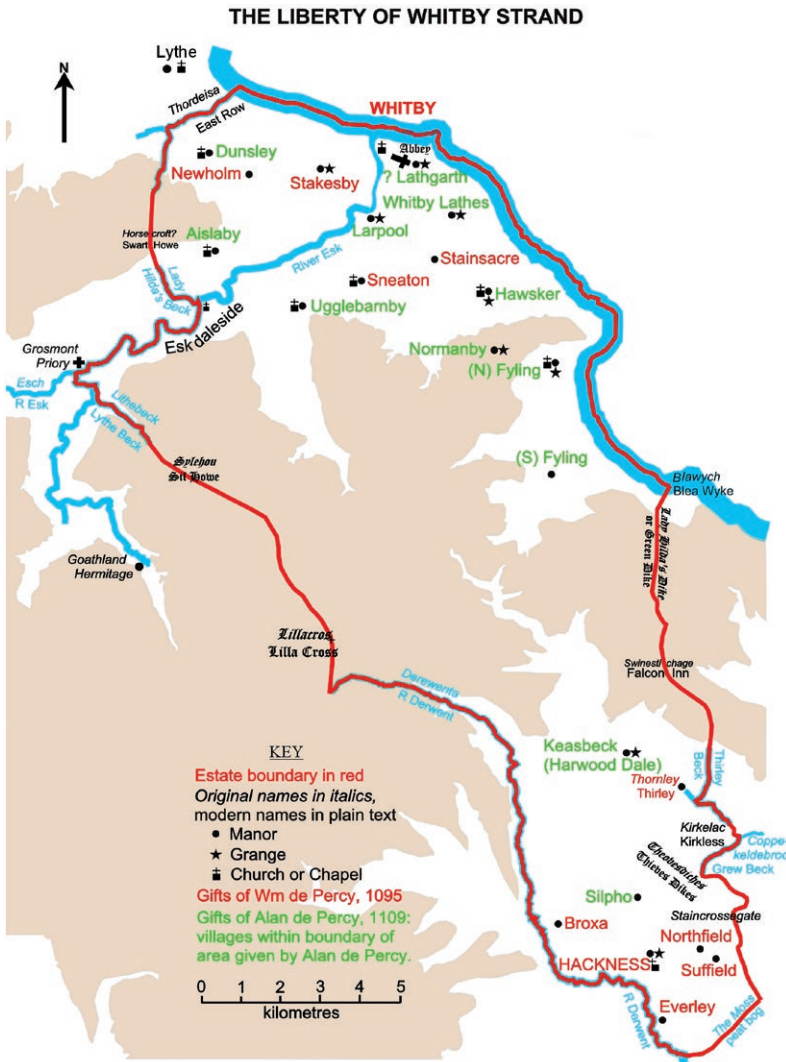 THE LIBERTY OF WHITBY STRAND
Lythe
N
Thordeisa
East Row
WHITBY
Abbey
Dunsley
Newholm
Stakesby
? Lathgarth
Whitby Lathes
Larpool
Horsecroft?
Swart Howe
Aislaby
River Esk
Stainsacre
Lady
Hilda's Beck
Sneaton
Hawsker
Ugglebarnby
Eskdaleside
Grosmont
Priory
Normanby
(N) Fyling
Esch
R Esk
Lithebeck
Lythe Beck
(S) Fyling
Sylehou
Sil Howe
Blawych
Blea Wyke
Lady Hilda's Dike
or Green Dike
Goathland
Hermitage
Lillacros
Lilla Cross
Swinestischage
Falcon Inn
Derewenta
R Derwent
Keasbeck
(Harwood Dale)
Thirley
Beck
Thornley
Thirley
Kirkelac
Kirkless
Coppe
keldebroc
Grew Beck
Theovesdiches
Thieves Dikes
Silpho
Staincrossegate
Broxa
Northfield
HACKNESS
Suffield
Everley
R Derwent
The Moss
peat bog
KEY
Estate boundary in red
Original names in italics,
modern names in plain text
Manor
Grange
Church or Chapel
Gifts of Wm de Percy, 1095
Gifts of Alan de Percy, 1109:
villages within boundary of
area given by Alan de Percy.
0 1 2 3 4 5
kilometres